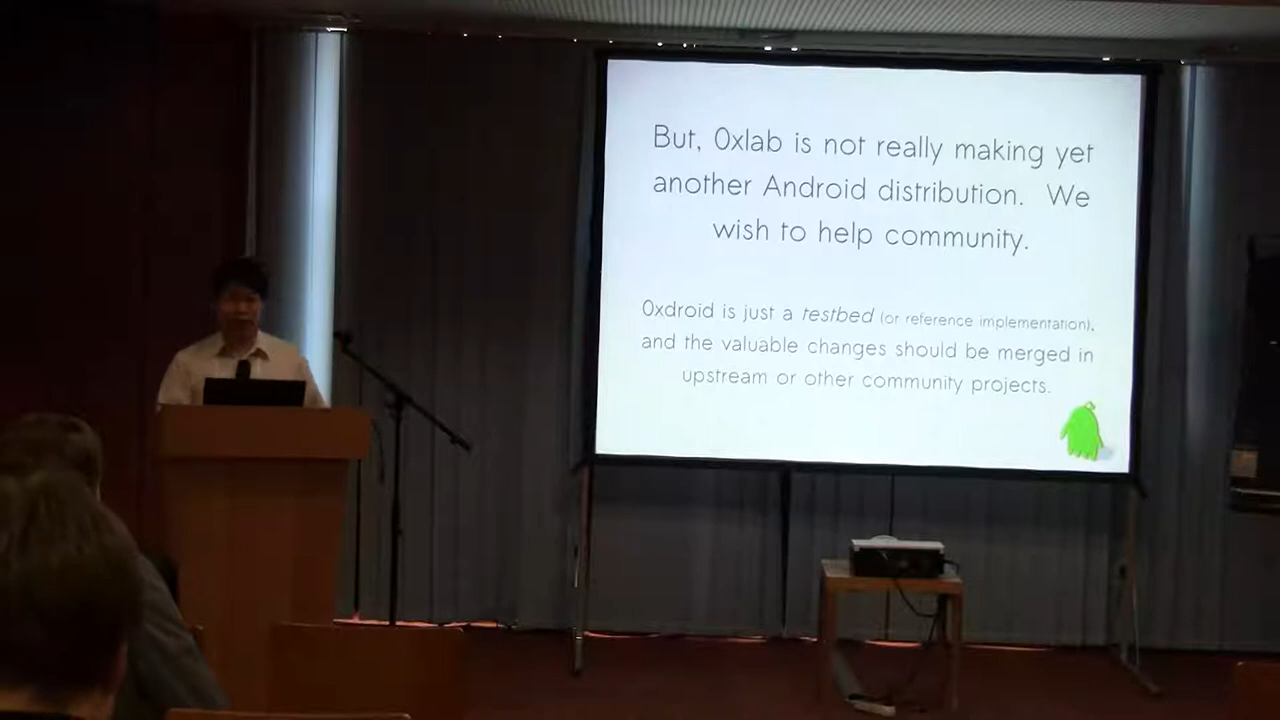 But, 0xlab is not really making yet
another Android distribution. We
wish to help community.
0xdroid is just a testbed (or reference implementation),
and the valuable changes should be merged in
upstream or other community projects.